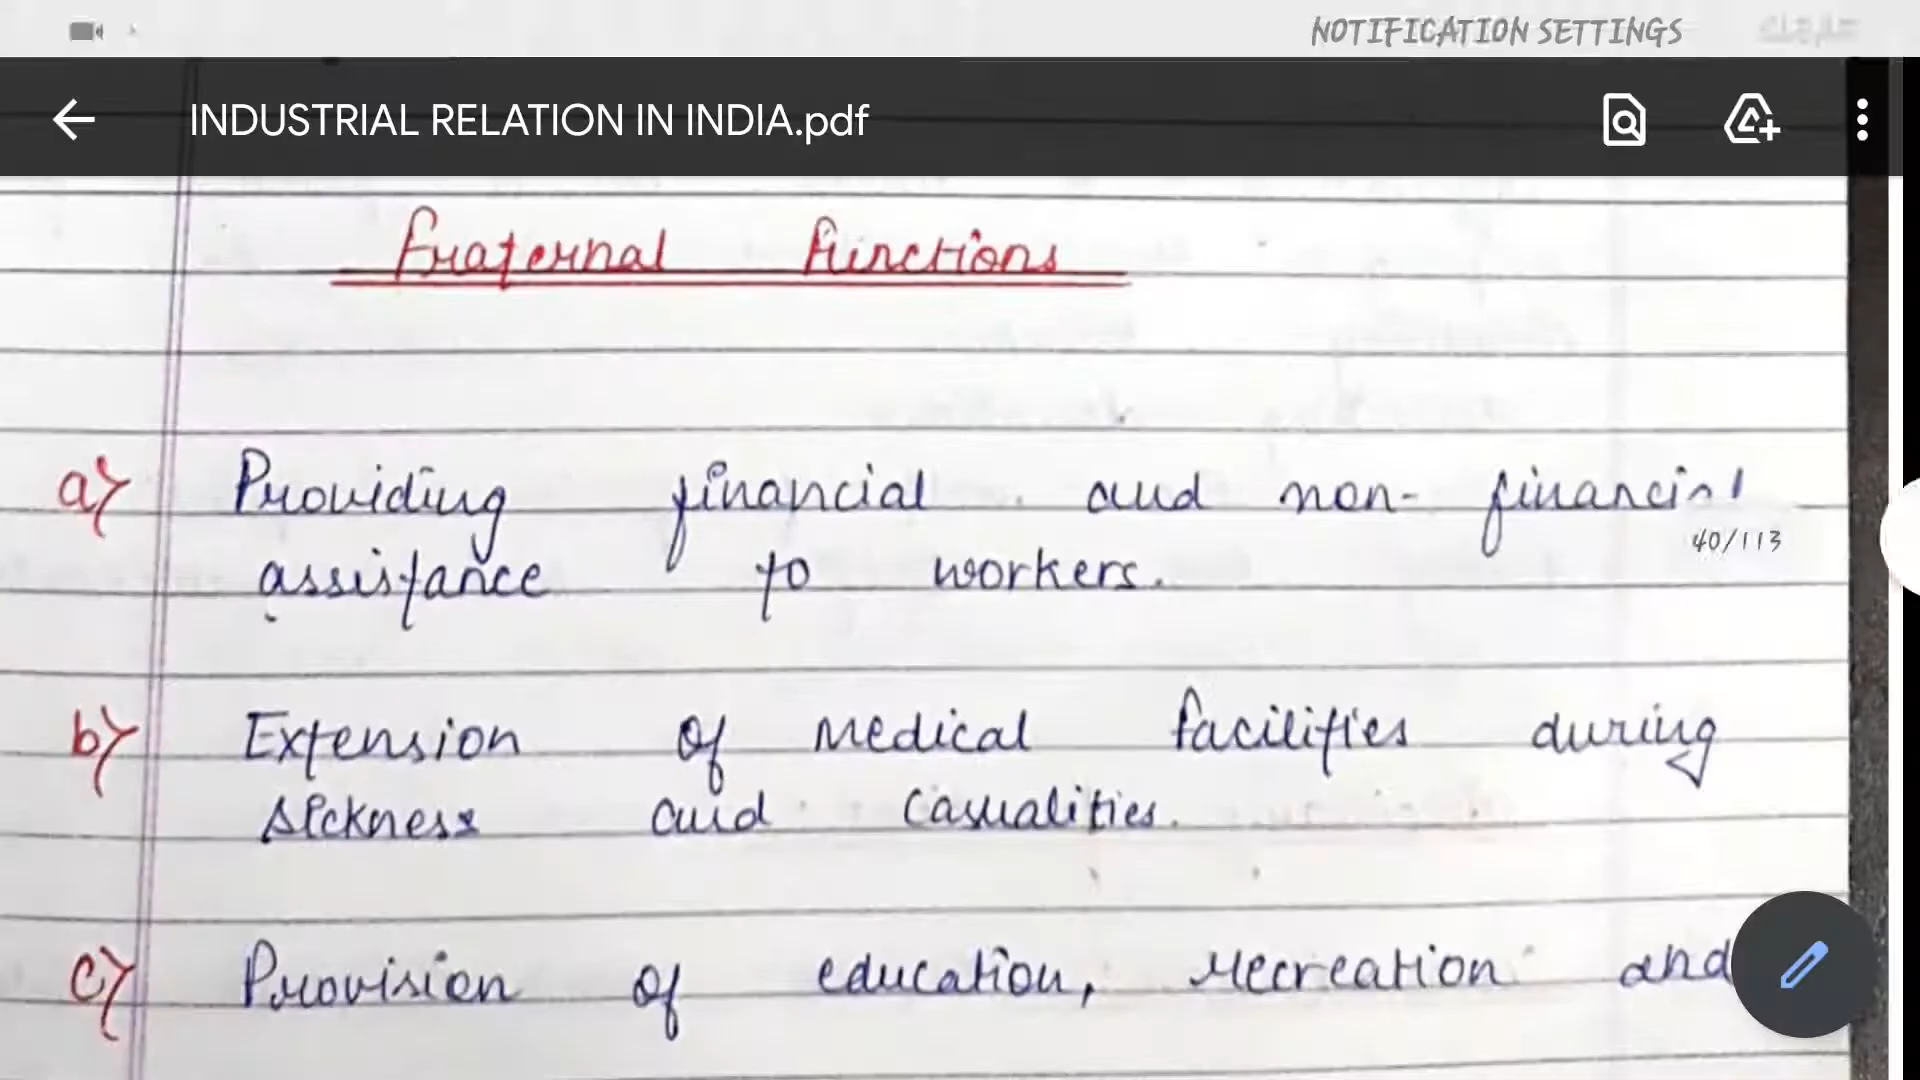 NOTIFICATION SETTINGS CLEAR
INDUSTRIAL RELATION IN INDIA.pdf
Fraternal Functions
a) Providing financial and non-financial
40/113
assistance to workers.
b) Extension of Medical facilities during
sickness and Casualities.
c) Provision of education, recreation and